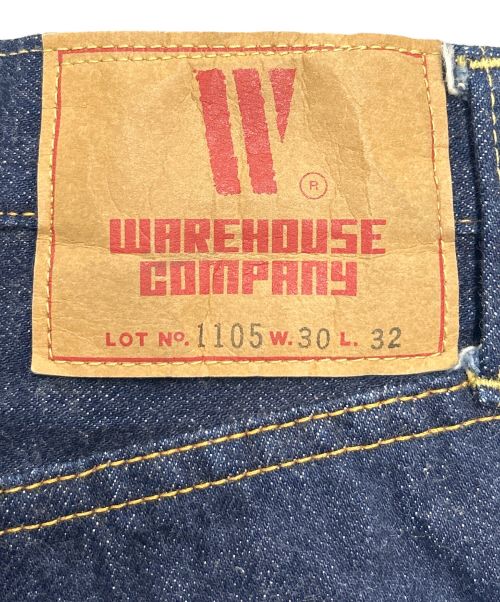 W
®
WAREHOUSE
COMPANY
LOT No. 1105 W. 30 L. 32